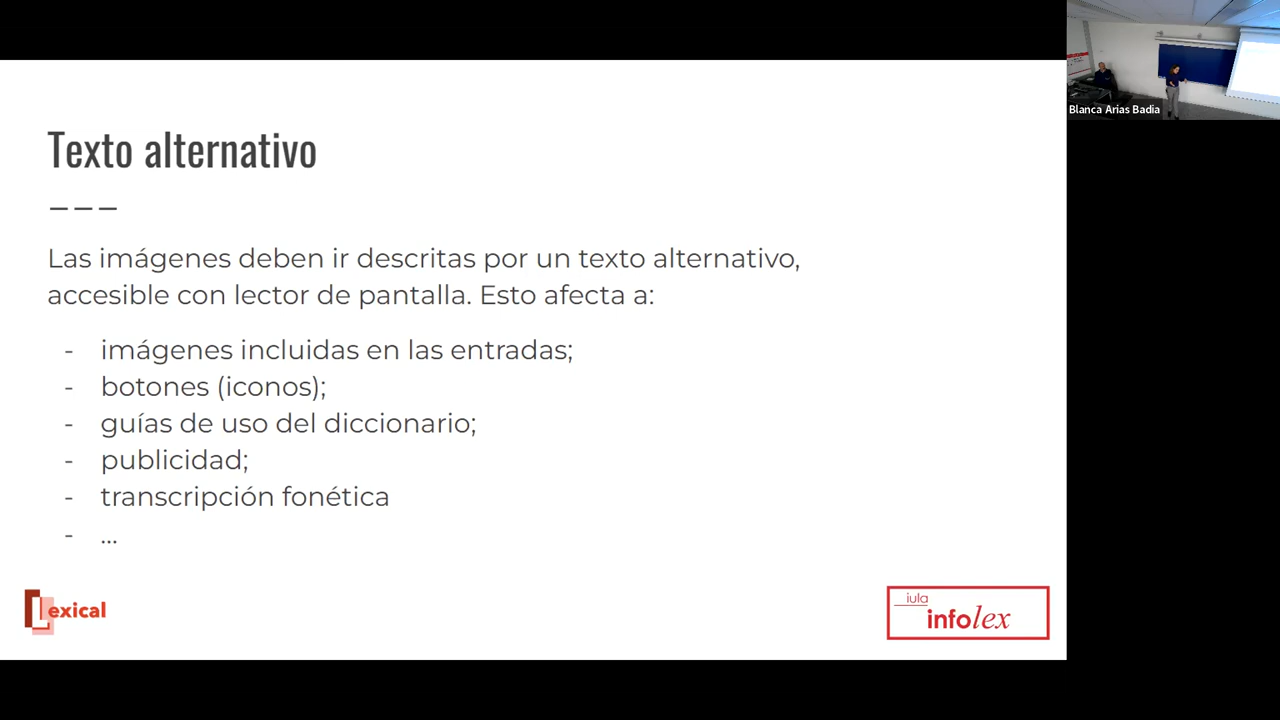 Blanca Arias Badia
Texto alternativo
Las imágenes deben ir descritas por un texto alternativo,
accesible con lector de pantalla. Esto afecta a:
- imágenes incluidas en las entradas;
- botones (iconos);
- guías de uso del diccionario;
- publicidad;
- transcripción fonética
- ...
Lexical
iula
infolex